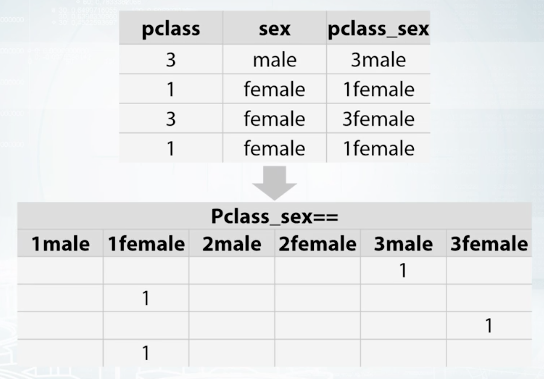 pclass sex pclass_sex
3 male 3male
1 female 1female
3 female 3female
1 female 1female
Pclass_sex==
1male 1female 2male 2female 3male 3female
1
1
1
1